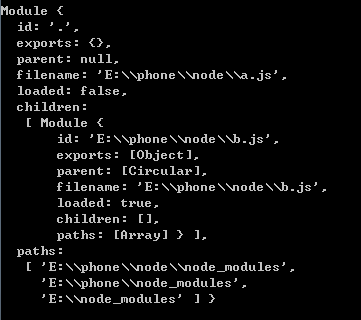 Module {
  id: '.',
  exports: {},
  parent: null,
  filename: 'E:\\phone\\node\\a.js',
  loaded: false,
  children:
   [ Module {
       id: 'E:\\phone\\node\\b.js',
       exports: [Object],
       parent: [Circular],
       filename: 'E:\\phone\\node\\b.js',
       loaded: true,
       children: [],
       paths: [Array] } ],
  paths:
   [ 'E:\\phone\\node\\node_modules',
     'E:\\phone\\node_modules',
     'E:\\node_modules' ] }